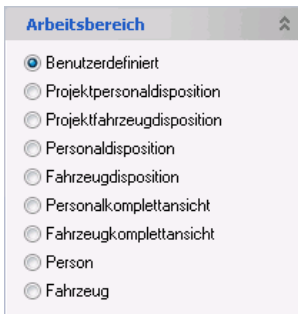 Arbeitsbereich
Benutzerdefiniert
Projektpersonaldisposition
Projektfahrzeugdisposition
Personaldisposition
Fahrzeugdisposition
Personalkomplettansicht
Fahrzeugkomplettansicht
Person
Fahrzeug